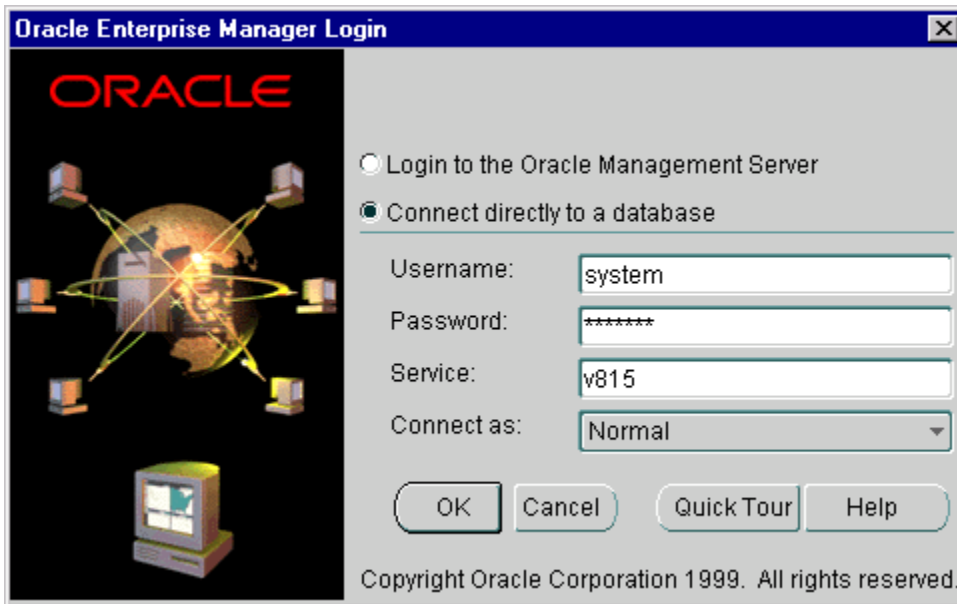 Oracle Enterprise Manager Login
ORACLE
Login to the Oracle Management Server
Connect directly to a database
Username: system
Password: *******
Service: v815
Connect as: Normal
OK Cancel Quick Tour Help
Copyright Oracle Corporation 1999. All rights reserved.